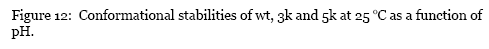 Figure 12:  Conformational stabilities of wt, 3k and 5k at 25 °C as a function of
pH.